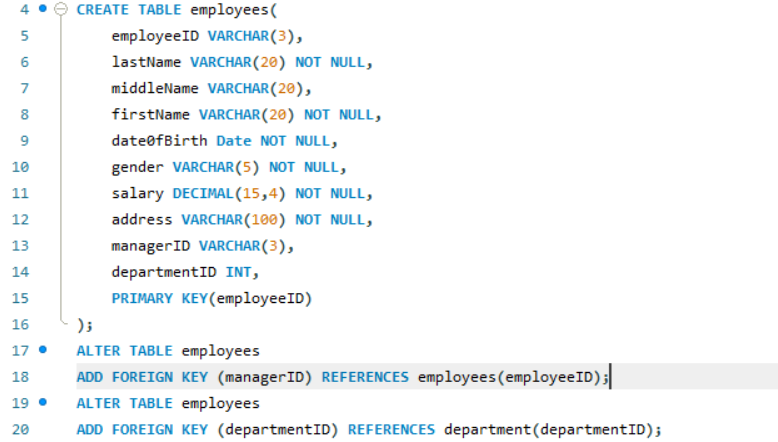 4 CREATE TABLE employees(
5 employeeID VARCHAR(3),
6 lastName VARCHAR(20) NOT NULL,
7 middleName VARCHAR(20),
8 firstName VARCHAR(20) NOT NULL,
9 date0fBirth Date NOT NULL,
10 gender VARCHAR(5) NOT NULL,
11 salary DECIMAL(15,4) NOT NULL,
12 address VARCHAR(100) NOT NULL,
13 managerID VARCHAR(3),
14 departmentID INT,
15 PRIMARY KEY(employeeID)
16 );
17 ALTER TABLE employees
18 ADD FOREIGN KEY (managerID) REFERENCES employees(employeeID);
19 ALTER TABLE employees
20 ADD FOREIGN KEY (departmentID) REFERENCES department(departmentID);